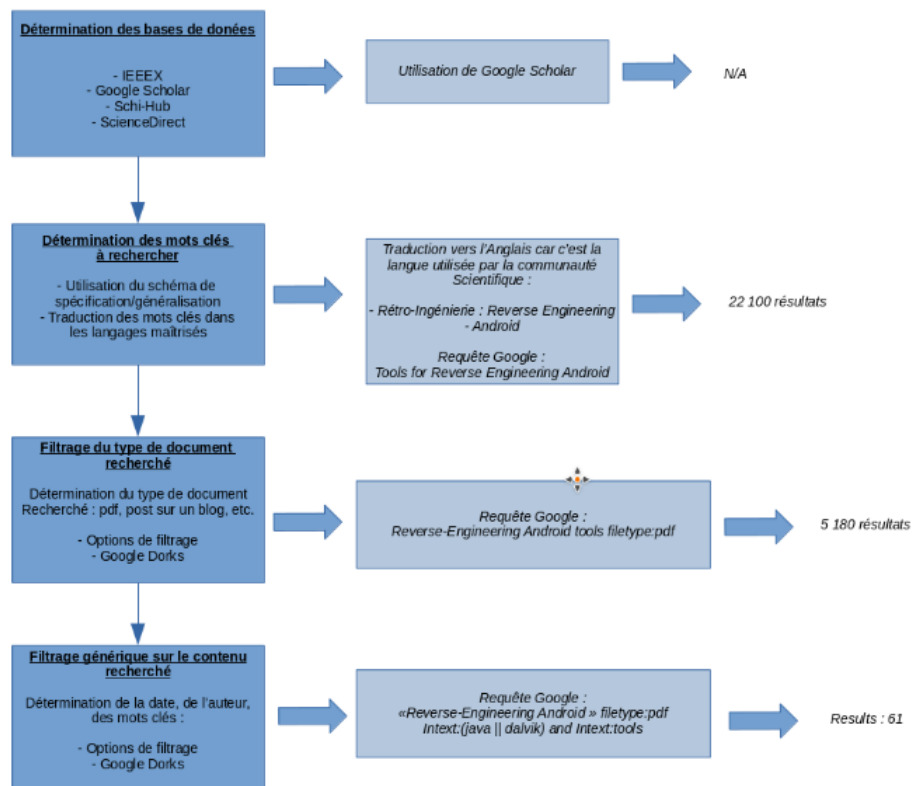 Détermination des bases de donées
- IEEEX
- Google Scholar
- Schi-Hub
- ScienceDirect
Utilisation de Google Scholar
N/A
Détermination des mots clés
à rechercher
- Utilisation du schéma de
spécification/généralisation
- Traduction des mots clés dans
les langages maîtrisés
Traduction vers l'Anglais car c'est la
langue utilisée par la communauté
Scientifique :
- Rétro-Ingénierie : Reverse Engineering
- Android
Requête Google :
Tools for Reverse Engineering Android
22 100 résultats
Filtrage du type de document
recherché
Détermination du type de document
Recherché : pdf, post sur un blog, etc.
- Options de filtrage
- Google Dorks
Requête Google :
Reverse-Engineering Android tools filetype:pdf
5 180 résultats
Filtrage générique sur le contenu
recherché
Détermination de la date, de l'auteur,
des mots clés :
- Options de filtrage
- Google Dorks
Requête Google :
«Reverse-Engineering Android » filetype:pdf
Intext:(java || dalvik) and Intext:tools
Results : 61